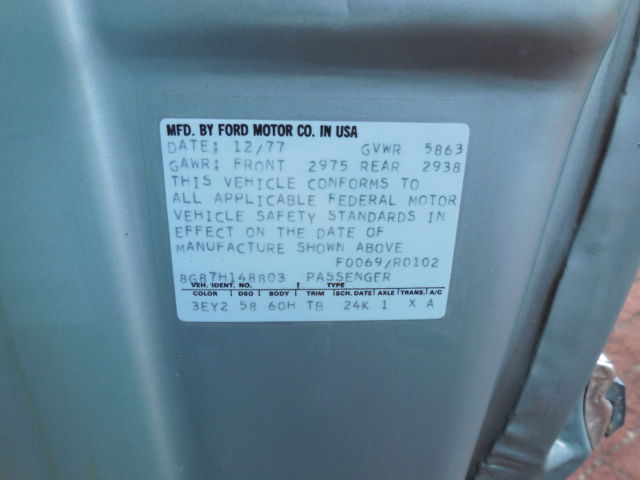 MFD. BY FORD MOTOR CO. IN USA
DATE: 12/77 GVWR 5863
GAWR: FRONT 2975 REAR 2938
THIS VEHICLE CONFORMS TO
ALL APPLICABLE FEDERAL MOTOR
VEHICLE SAFETY STANDARDS IN
EFFECT ON THE DATE OF
MANUFACTURE SHOWN ABOVE
F0069/R0102
8G87H148803 PASSENGER
VEH. IDENT. NO. TYPE
COLOR DSO BODY TRIM SCH. DATE AXLE TRANS. A/C
3EY2 58 60H TB 24K 1 X A